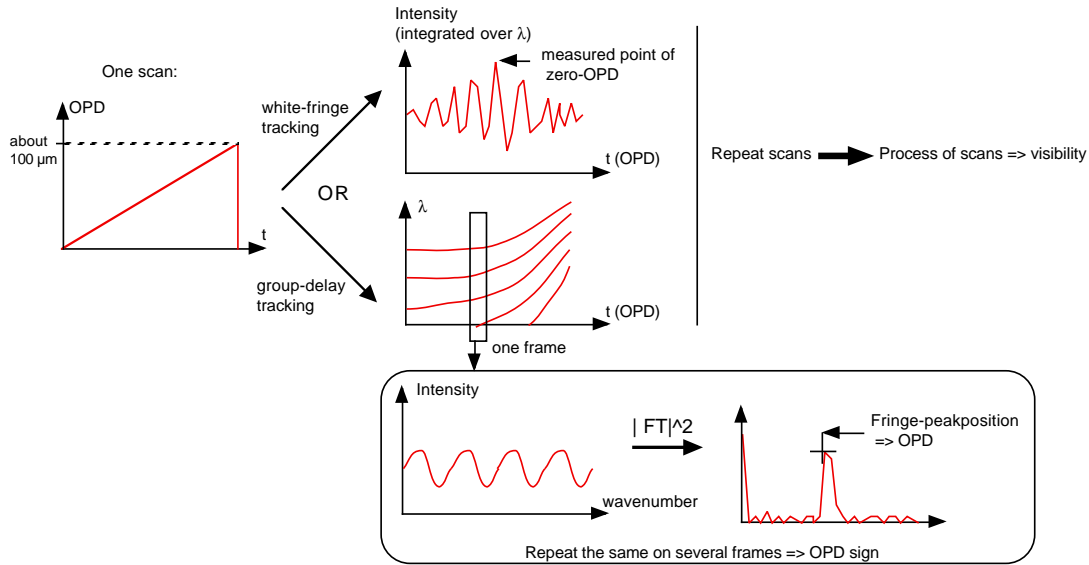 One scan:
OPD
about
100 µm
t
white-fringe
tracking
OR
group-delay
tracking
Intensity
(integrated over λ)
measured point of
zero-OPD
t (OPD)
λ
t (OPD)
one frame
Repeat scans
Process of scans => visibility
Intensity
wavenumber
| FT|^2
Fringe-peakposition
=> OPD
Repeat the same on several frames => OPD sign